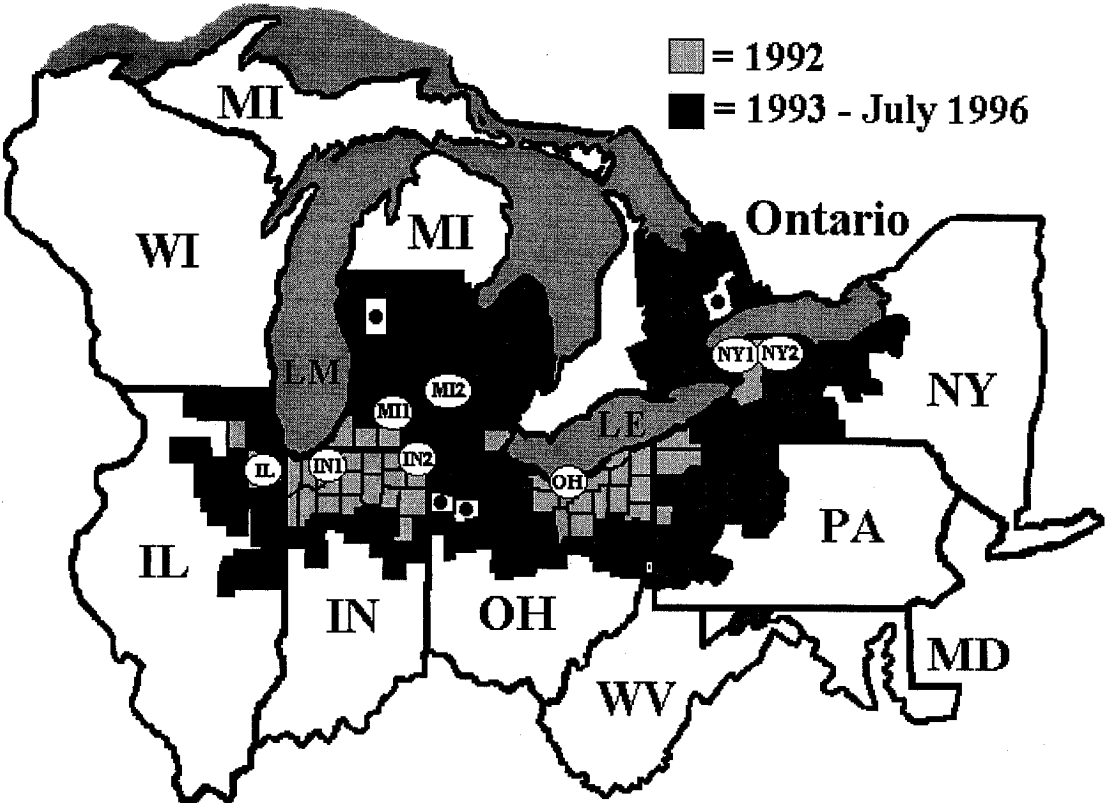 = 1992
= 1993 - July 1996
MI
Ontario
WI
MI
LM
NY1
NY2
MI2
NY
MI1
LE
IL
IN1
IN2
OH
PA
IL
IN
OH
MD
WV